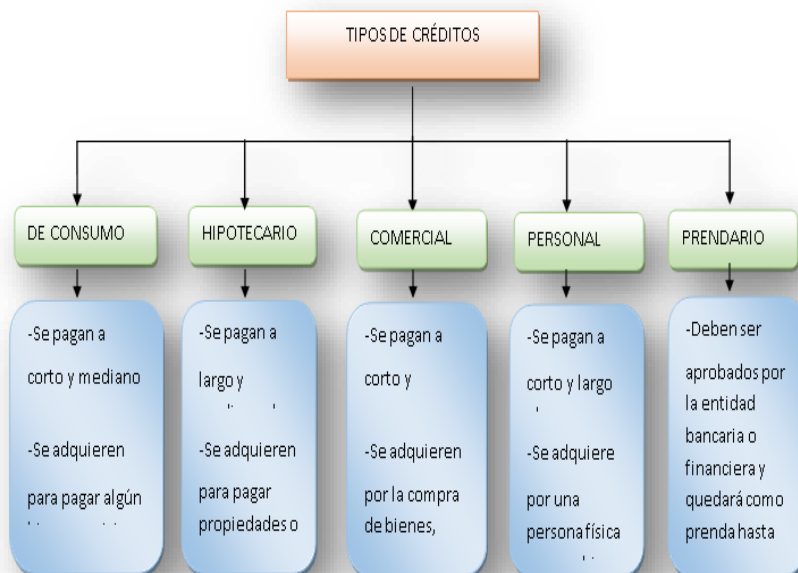 TIPOS DE CRÉDITOS
DE CONSUMO
HIPOTECARIO
COMERCIAL
PERSONAL
PRENDARIO
-Se pagan a
corto y mediano
-Se adquieren
para pagar algún
-Se pagan a
largo y
-Se adquieren
para pagar
propiedades o
-Se pagan a
corto y
-Se adquieren
por la compra
de bienes,
-Se pagan a
corto y largo
-Se adquiere
por una
persona física
-Deben ser
aprobados por
la entidad
bancaria o
financiera y
quedará como
prenda hasta